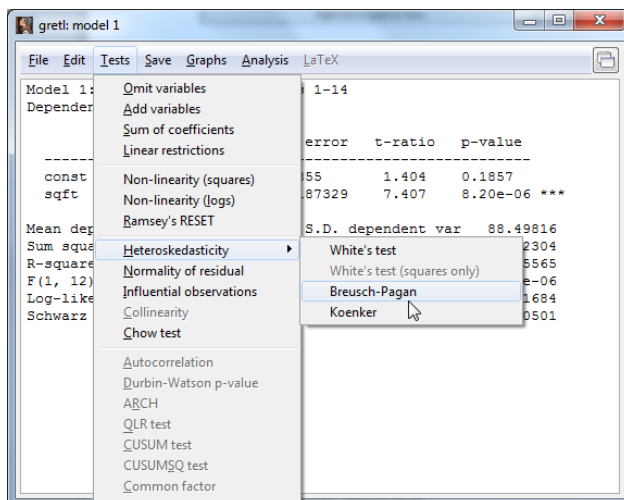 gretl: model 1
File Edit Tests Save Graphs Analysis LaTeX
Model 1: 1-14
Dependen
error t-ratio p-value
const 355 1.404 0.1857
sqft 87329 7.407 8.20e-06 ***
Mean dep S.D. dependent var 88.49816
Sum squa 2304
R-square 5565
F(1, 12) e-06
Log-like 1684
Schwarz 0501
Omit variables
Add variables
Sum of coefficients
Linear restrictions
Non-linearity (squares)
Non-linearity (logs)
Ramsey's RESET
Heteroskedasticity
Normality of residual
Influential observations
Collinearity
Chow test
Autocorrelation
Durbin-Watson p-value
ARCH
QLR test
CUSUM test
CUSUMSQ test
Common factor
White's test
White's test (squares only)
Breusch-Pagan
Koenker